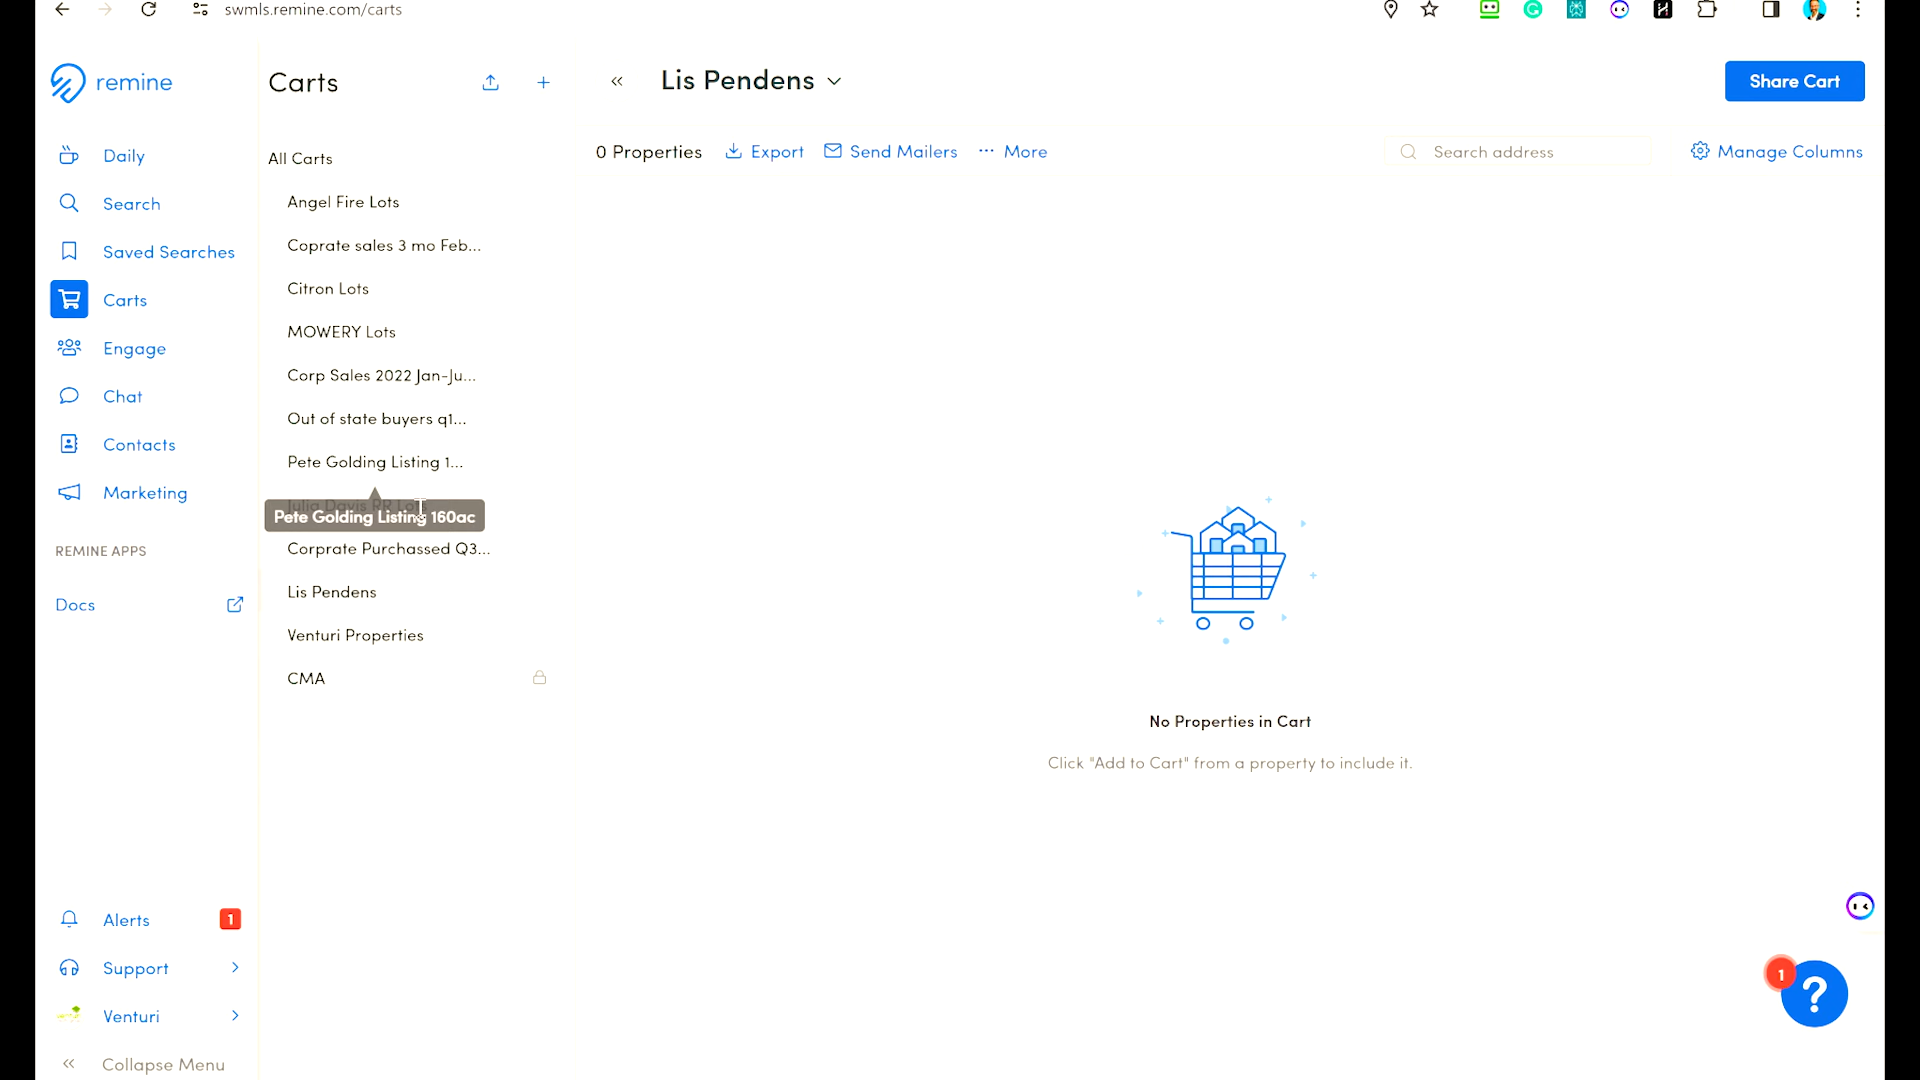 swmls.remine.com/carts
remine
Daily
Search
Saved Searches
Carts
Engage
Chat
Contacts
Marketing
REMINE APPS
Docs
Alerts 1
Support
Venturi
Collapse Menu
Carts
All Carts
Angel Fire Lots
Coprate sales 3 mo Feb...
Citron Lots
MOWERY Lots
Corp Sales 2022 Jan-Ju...
Out of state buyers q1...
Pete Golding Listing 1...
Julia Davis RR Lots
Pete Golding Listing 160ac
Corprate Purchassed Q3...
Lis Pendens
Venturi Properties
CMA
Lis Pendens
Share Cart
0 Properties Export Send Mailers ... More
Search address
Manage Columns
No Properties in Cart
Click "Add to Cart" from a property to include it.
1
?